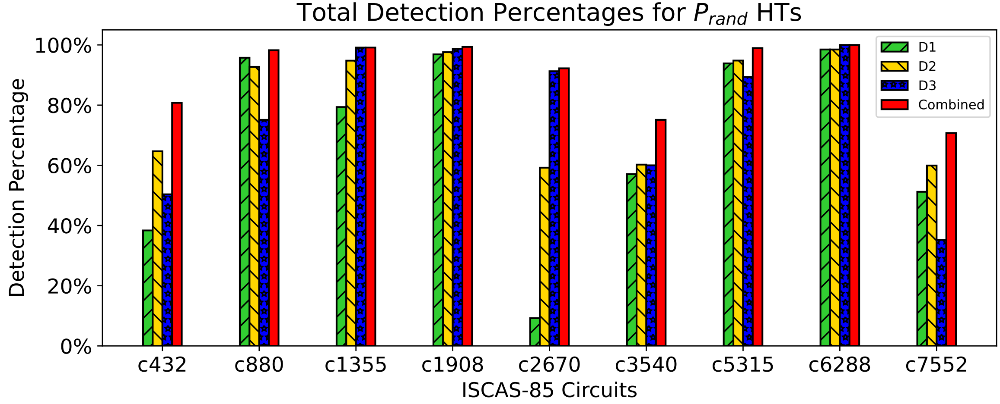 Total Detection Percentages for P_rand HTs
Detection Percentage
100%
80%
60%
40%
20%
0%
D1
D2
D3
Combined
c432 c880 c1355 c1908 c2670 c3540 c5315 c6288 c7552
ISCAS-85 Circuits